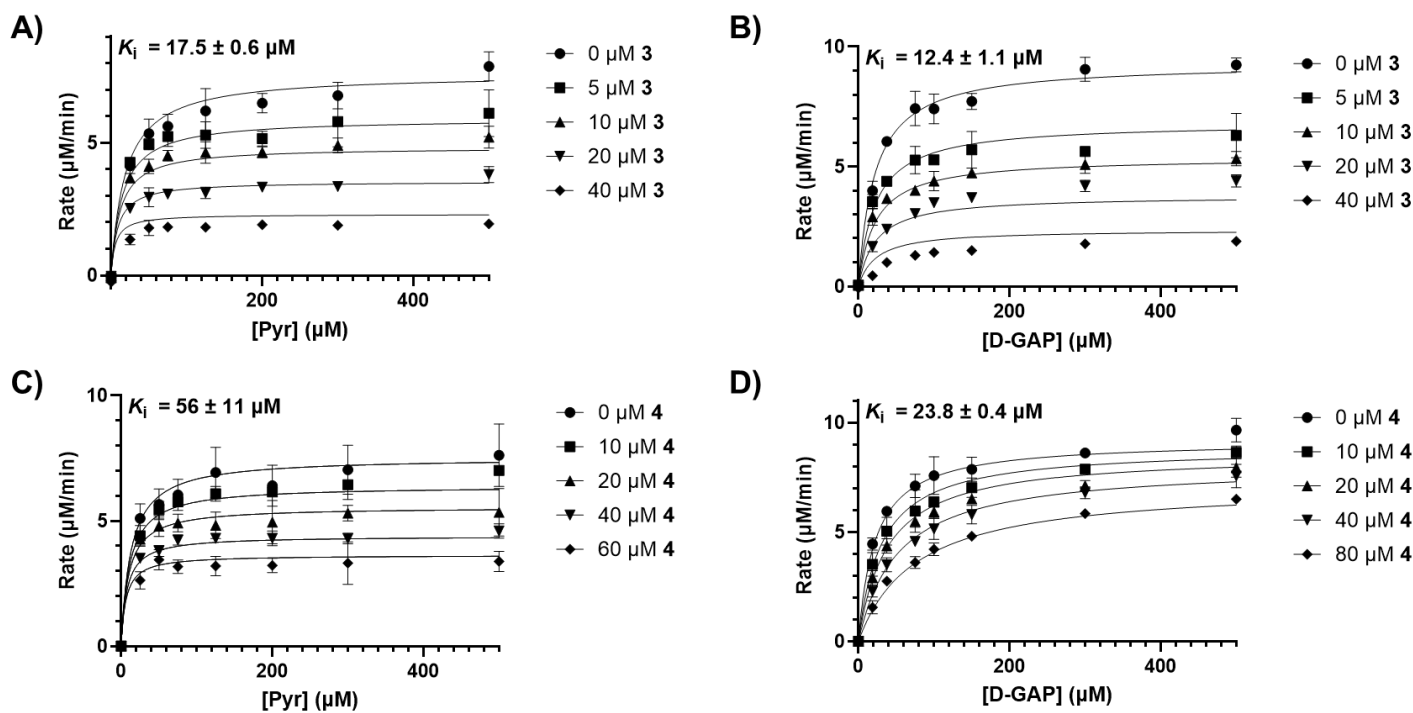 A)
Kᵢ = 17.5 ± 0.6 µM
5
0
Rate (µM/min)
200
400
[Pyr] (µM)
0 µM 3
5 µM 3
10 µM 3
20 µM 3
40 µM 3
B)
Kᵢ = 12.4 ± 1.1 µM
10
5
0
Rate (µM/min)
0
200
400
[D-GAP] (µM)
0 µM 3
5 µM 3
10 µM 3
20 µM 3
40 µM 3
C)
Kᵢ = 56 ± 11 µM
10
5
0
Rate (µM/min)
0
200
400
[Pyr] (µM)
0 µM 4
10 µM 4
20 µM 4
40 µM 4
60 µM 4
D)
Kᵢ = 23.8 ± 0.4 µM
10
5
0
Rate (µM/min)
0
200
400
[D-GAP] (µM)
0 µM 4
10 µM 4
20 µM 4
40 µM 4
80 µM 4